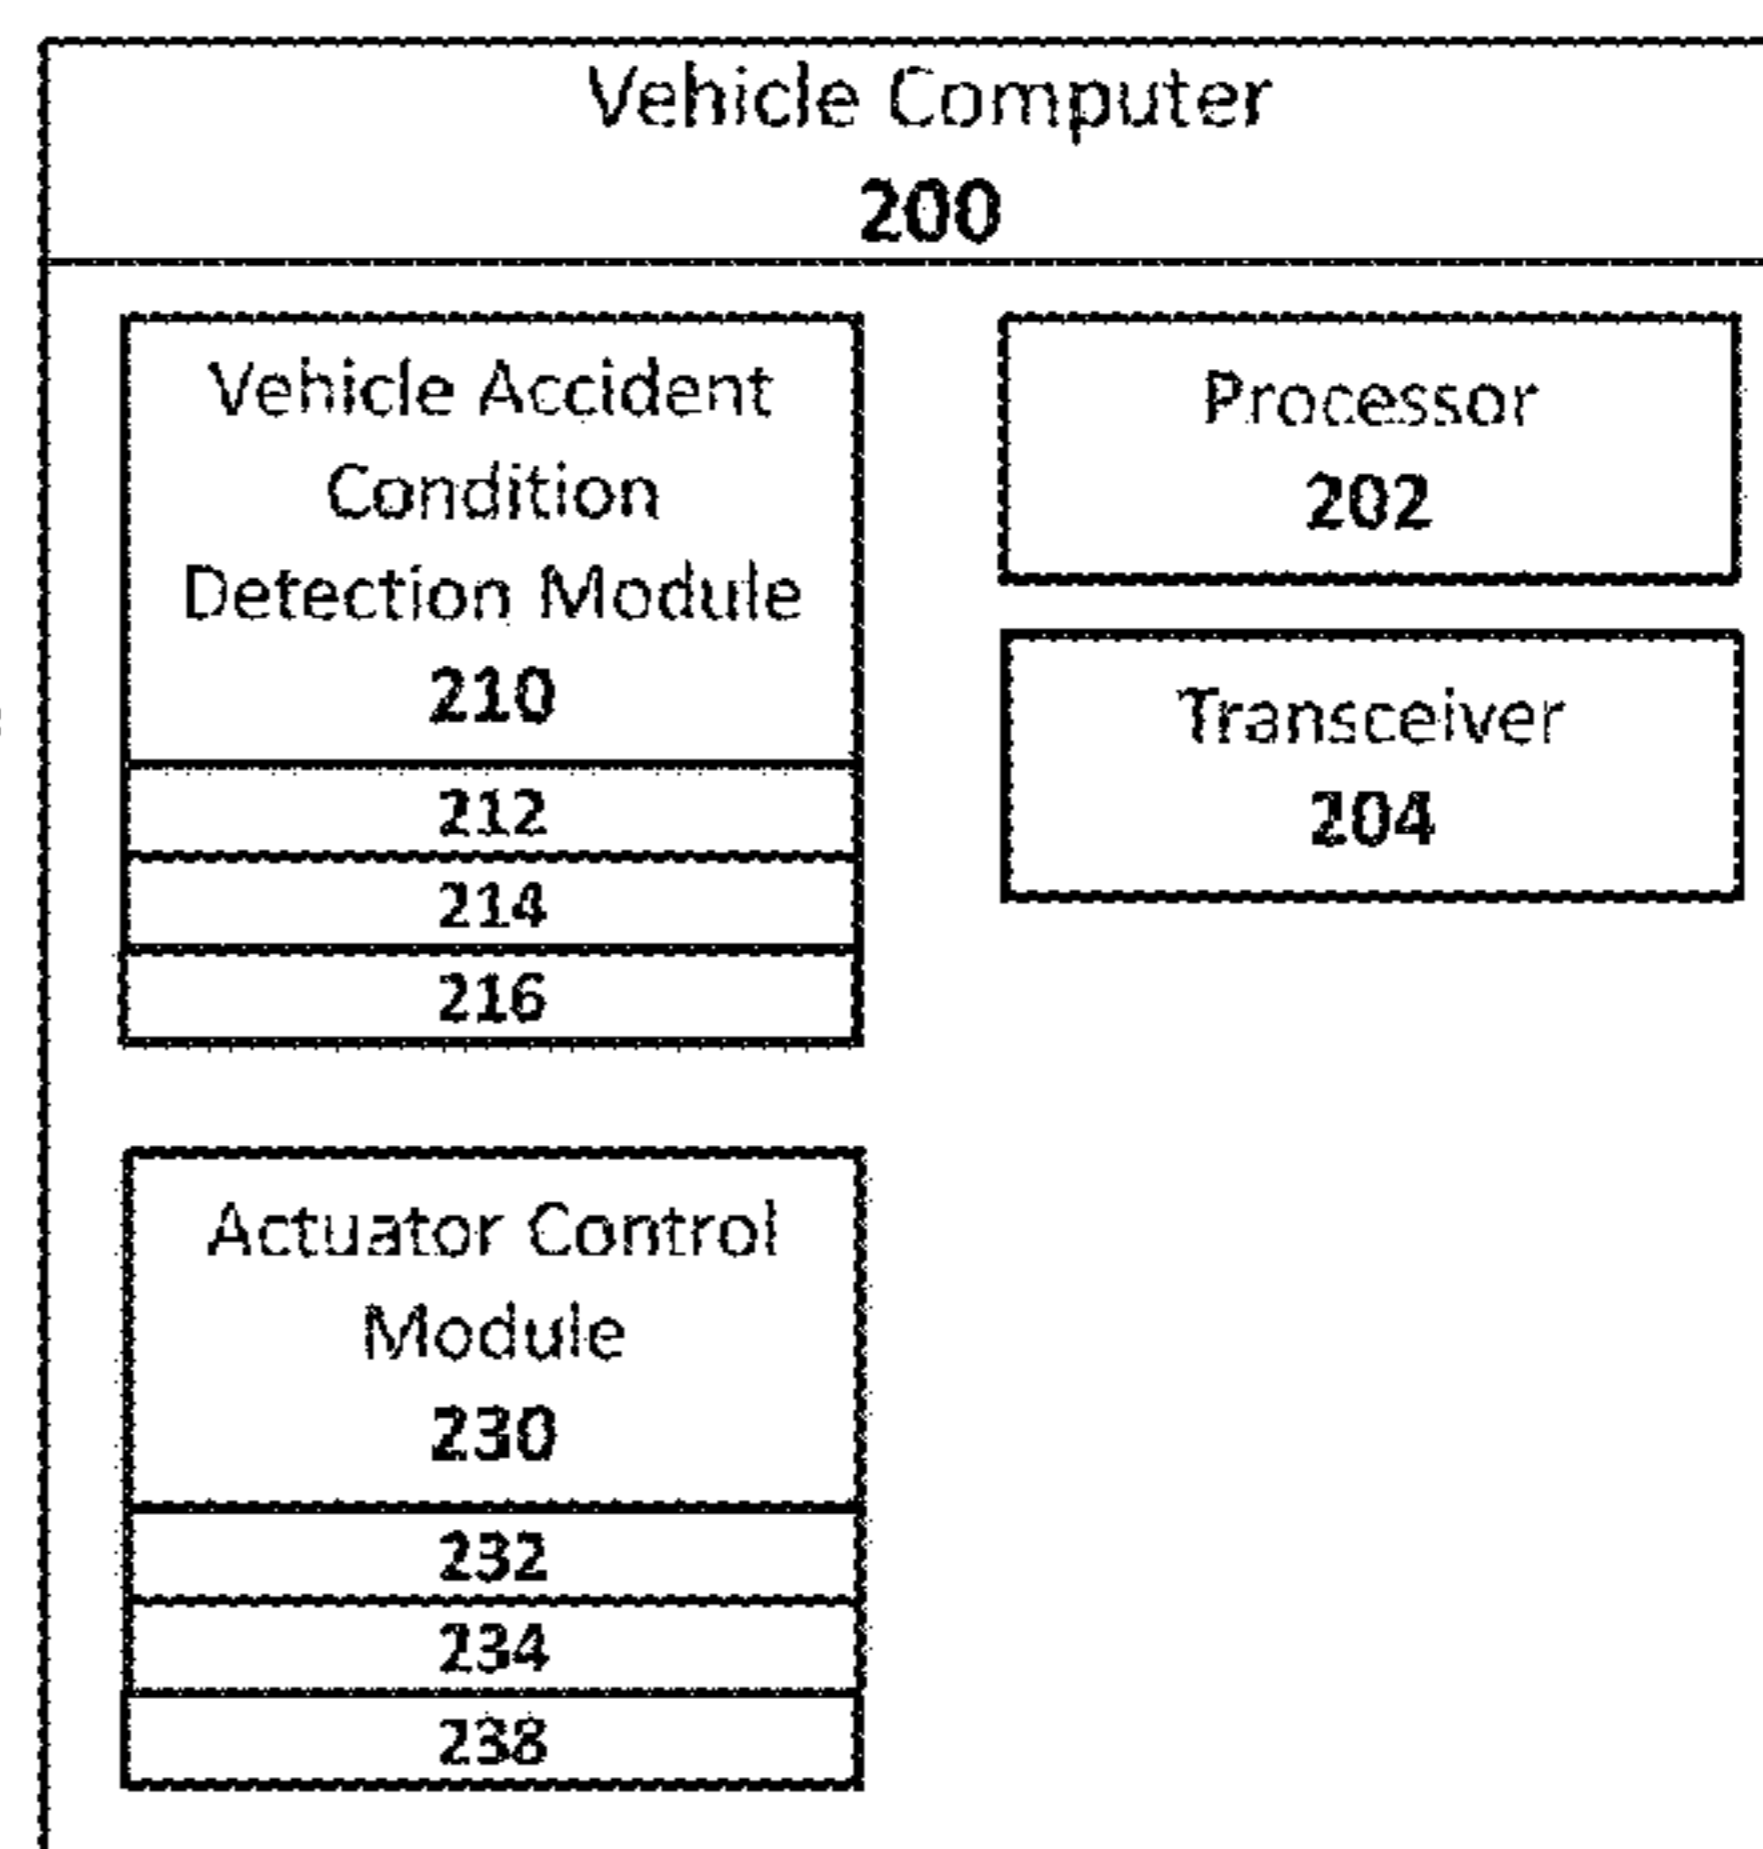 Vehicle Computer
200
Vehicle Accident
Condition
Detection Module
210
212
214
216
Processor
202
Transceiver
204
Actuator Control
Module
230
232
234
238